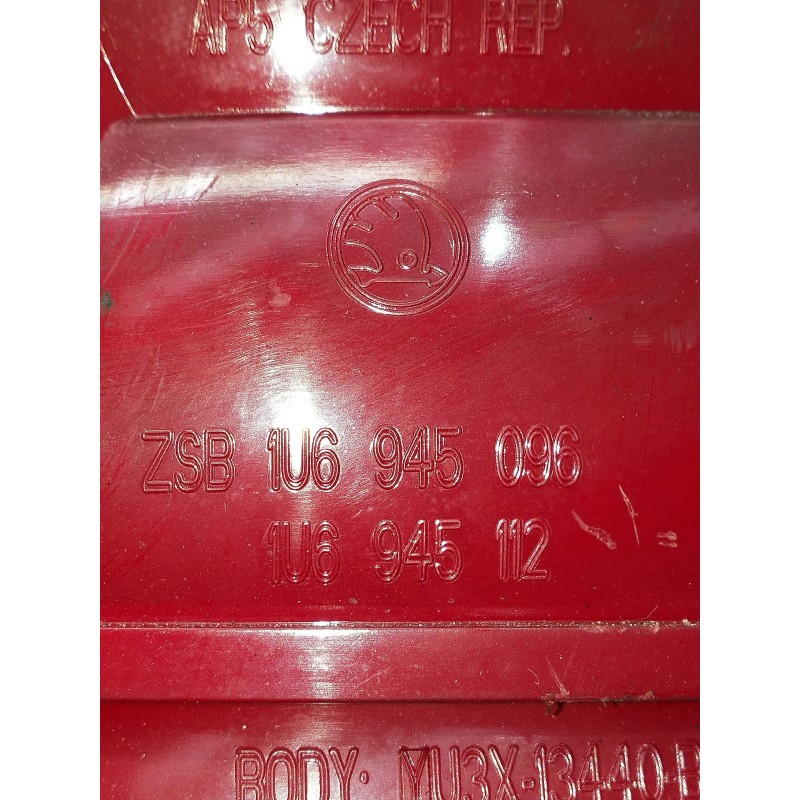 AP5 CZECH REP.
ZSB 1U6 945 096
1U6 945 112
BODY: YU3X-13440-B